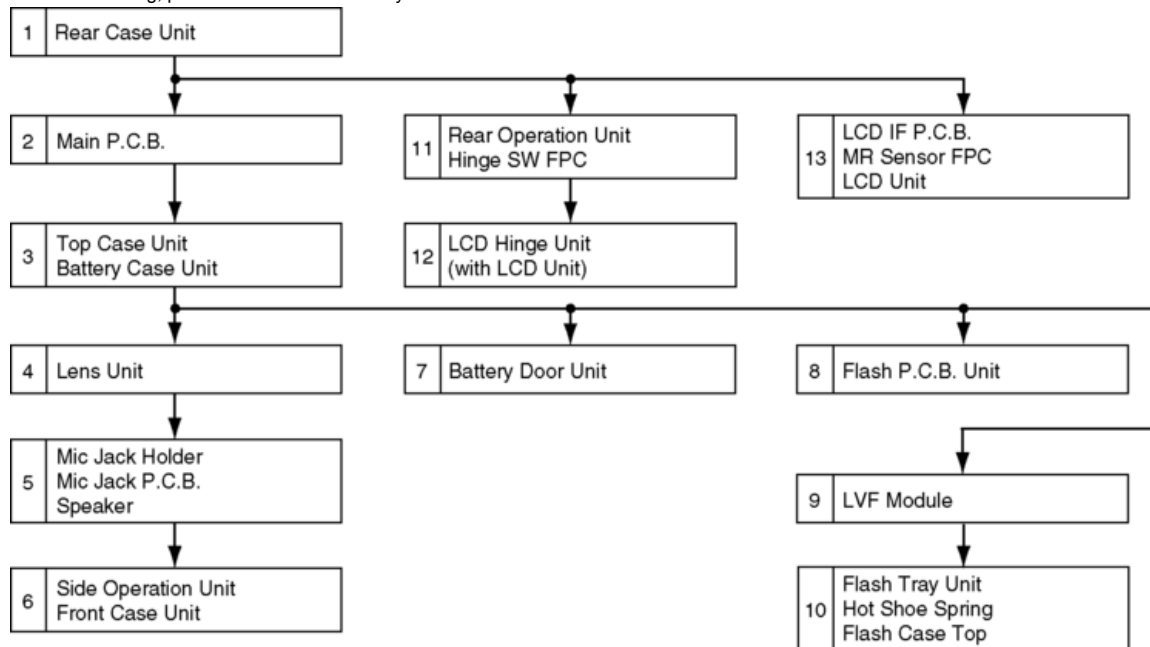 1 Rear Case Unit
2 Main P.C.B.
11 Rear Operation Unit
Hinge SW FPC
13 LCD IF P.C.B.
MR Sensor FPC
LCD Unit
3 Top Case Unit
Battery Case Unit
12 LCD Hinge Unit
(with LCD Unit)
4 Lens Unit
7 Battery Door Unit
8 Flash P.C.B. Unit
5 Mic Jack Holder
Mic Jack P.C.B.
Speaker
9 LVF Module
6 Side Operation Unit
Front Case Unit
10 Flash Tray Unit
Hot Shoe Spring
Flash Case Top